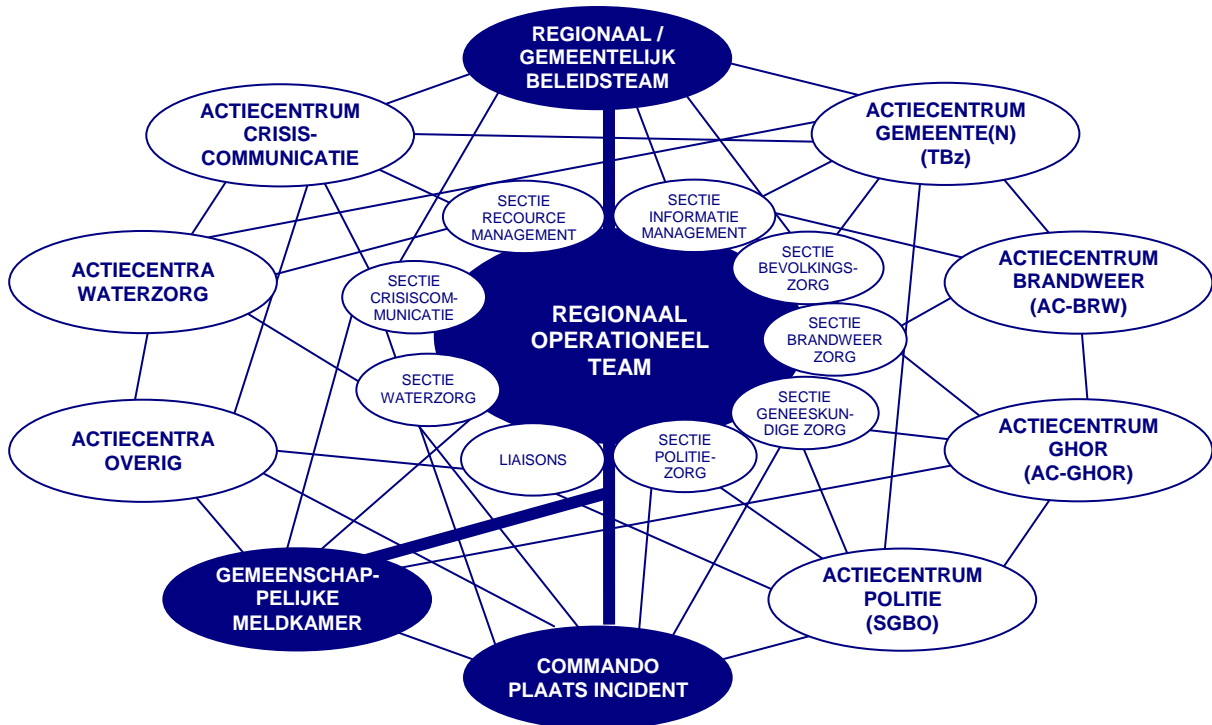 REGIONAAL /
GEMEENTELIJK
BELEIDSTEAM
ACTIECENTRUM
CRISIS-
COMMUNICATIE
ACTIECENTRUM
GEMEENTE(N)
(TBz)
SECTIE
RECOURCE
MANAGEMENT
SECTIE
INFORMATIE
MANAGEMENT
ACTIECENTRA
WATERZORG
SECTIE
CRISISCOM-
MUNICATIE
SECTIE
BEVOLKINGS-
ZORG
ACTIECENTRUM
BRANDWEER
(AC-BRW)
REGIONAAL
OPERATIONEEL
TEAM
SECTIE
BRANDWEER
ZORG
SECTIE
WATERZORG
SECTIE
GENEESKUN-
DIGE ZORG
ACTIECENTRA
OVERIG
LIAISONS
SECTIE
POLITIE-
ZORG
ACTIECENTRUM
GHOR
(AC-GHOR)
GEMEENSCHAP-
PELIJKE
MELDKAMER
ACTIECENTRUM
POLITIE
(SGBO)
COMMANDO
PLAATS INCIDENT